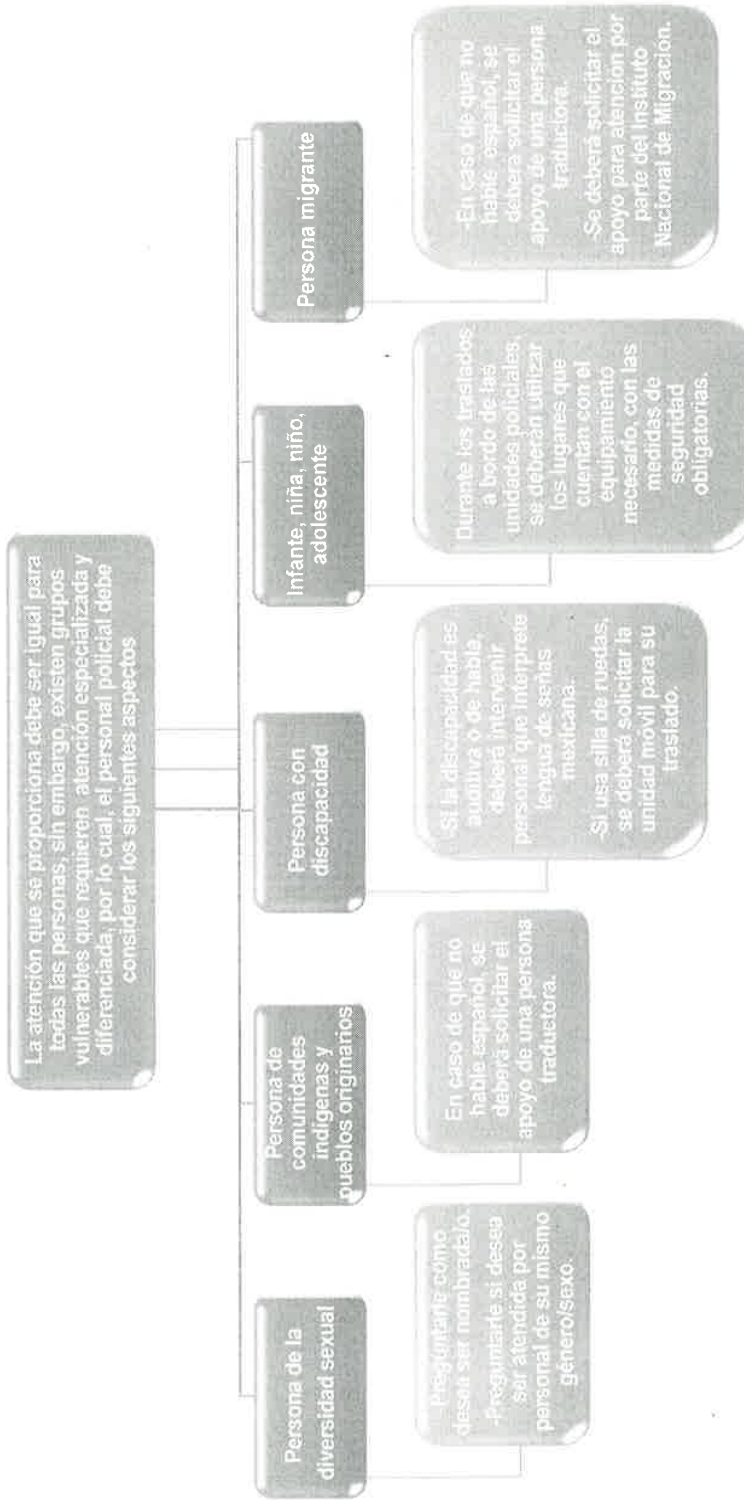 La atención que se proporciona debe ser igual para
todas las personas, sin embargo, existen grupos
vulnerables que requieren atención especializada y
diferenciada, por lo cual, el personal policial debe
considerar los siguientes aspectos
Persona de la
diversidad sexual
-Preguntarle cómo
desea ser nombrada/o.
-Preguntarle si desea
ser atendida por
personal de su mismo
género/sexo.
Persona de
comunidades
indígenas y
pueblos originarios
En caso de que no
hable español, se
deberá solicitar el
apoyo de una persona
traductora.
Persona con
discapacidad
-Si la discapacidad es
auditiva o de habla,
deberá intervenir
personal que interprete
lengua de señas
mexicana.
-Si usa silla de ruedas,
se deberá solicitar la
unidad móvil para su
traslado.
Infante, niña, niño,
adolescente
Durante los traslados
a bordo de las
unidades policiales,
se deberán utilizar
los lugares que
cuentan con el
equipamiento
necesario, con las
medidas de
seguridad
obligatorias.
Persona migrante
-En caso de que no
hable español, se
deberá solicitar el
apoyo de una persona
traductora.
-Se deberá solicitar el
apoyo para atención por
parte del Instituto
Nacional de Migración.